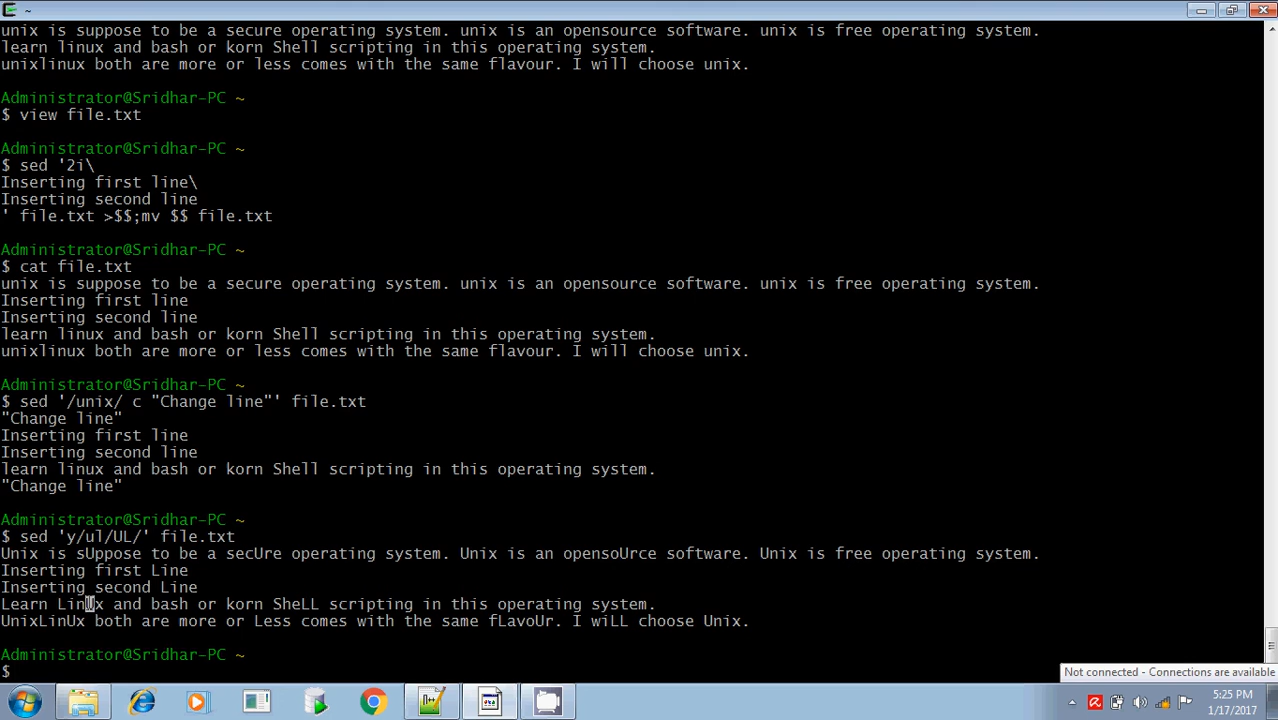 ~
unix is suppose to be a secure operating system. unix is an opensource software. unix is free operating system.
learn linux and bash or korn Shell scripting in this operating system.
unixlinux both are more or less comes with the same flavour. I will choose unix.
Administrator@Sridhar-PC ~
$ view file.txt
Administrator@Sridhar-PC ~
$ sed '2i\
Inserting first line\
Inserting second line
' file.txt >$$;mv $$ file.txt
Administrator@Sridhar-PC ~
$ cat file.txt
unix is suppose to be a secure operating system. unix is an opensource software. unix is free operating system.
Inserting first line
Inserting second line
learn linux and bash or korn Shell scripting in this operating system.
unixlinux both are more or less comes with the same flavour. I will choose unix.
Administrator@Sridhar-PC ~
$ sed '/unix/ c "Change line"' file.txt
"Change line"
Inserting first line
Inserting second line
learn linux and bash or korn Shell scripting in this operating system.
"Change line"
Administrator@Sridhar-PC ~
$ sed 'y/ul/UL/' file.txt
Unix is sUppose to be a secUre operating system. Unix is an opensoUrce software. Unix is free operating system.
Inserting first Line
Inserting second Line
Learn LinUx and bash or korn SheLL scripting in this operating system.
UnixLinUx both are more or Less comes with the same fLavoUr. I wiLL choose Unix.
Administrator@Sridhar-PC ~
$
Not connected - Connections are available
5:25 PM
1/17/2017